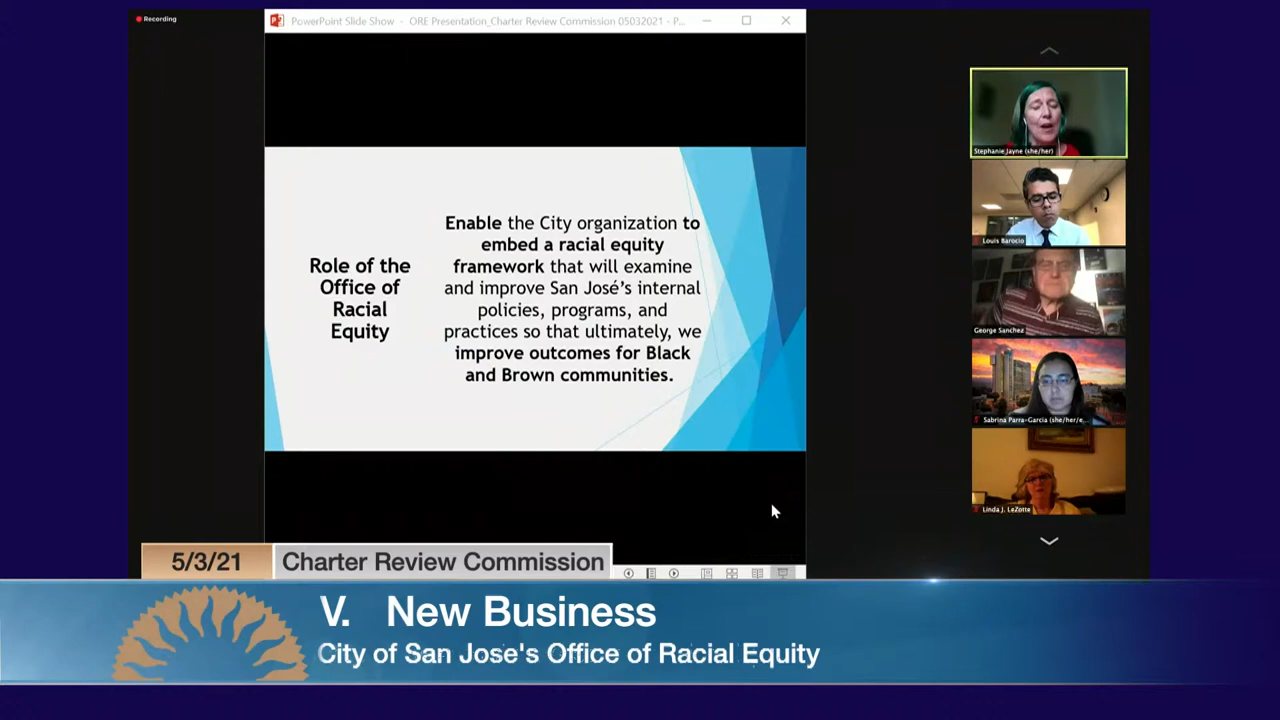 Recording
PowerPoint Slide Show - ORE Presentation_Charter Review Commission 05032021 - P...
Role of the
Office of
Racial
Equity
Enable the City organization to
embed a racial equity
framework that will examine
and improve San José's internal
policies, programs, and
practices so that ultimately, we
improve outcomes for Black
and Brown communities.
Stephanie Jayne (she/her)
Louis Barocio
George Sanchez
Sabrina Parra-Garcia (she/her/e...
Linda J. LeZotte
5/3/21
Charter Review Commission
V. New Business
City of San Jose's Office of Racial Equity